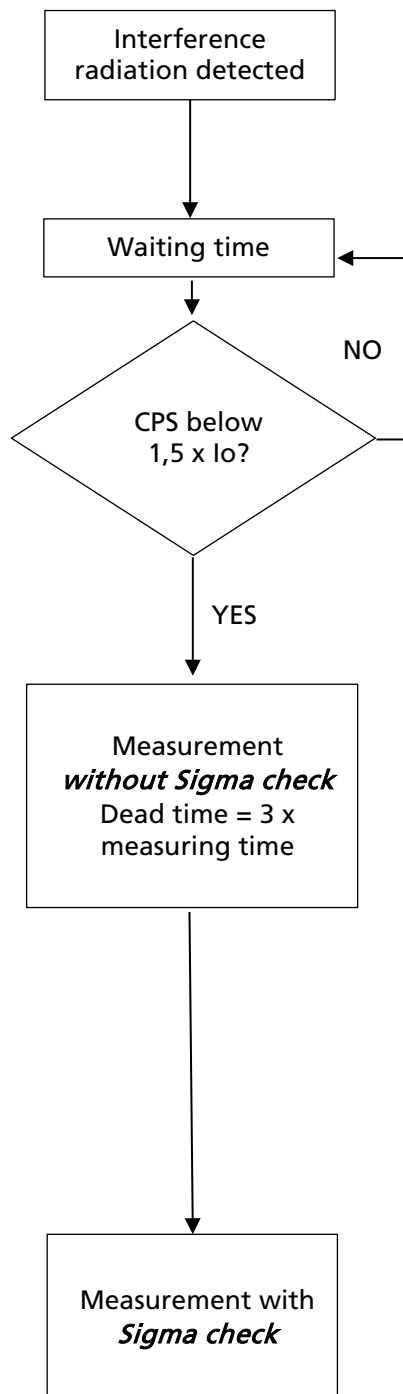 Interference
radiation detected
Waiting time
NO
CPS below
1,5 x Io?
YES
Measurement
without Sigma check
Dead time = 3 x
measuring time
Measurement with
Sigma check